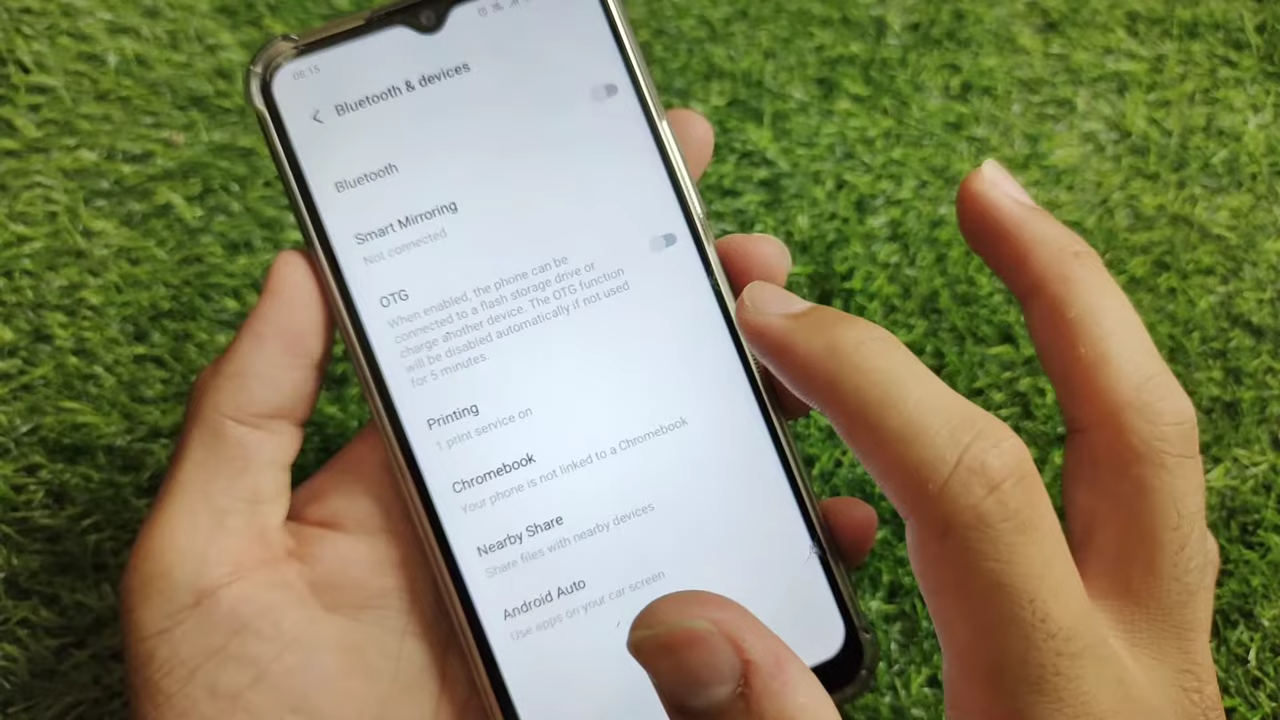 08:15
Bluetooth & devices
Bluetooth
Smart Mirroring
Not connected
OTG
When enabled, the phone can be
connected to a flash storage drive or
charge another device. The OTG function
will be disabled automatically if not used
for 5 minutes.
Printing
1 print service on
Chromebook
Your phone is not linked to a Chromebook
Nearby Share
Share files with nearby devices
Android Auto
Use apps on your car screen